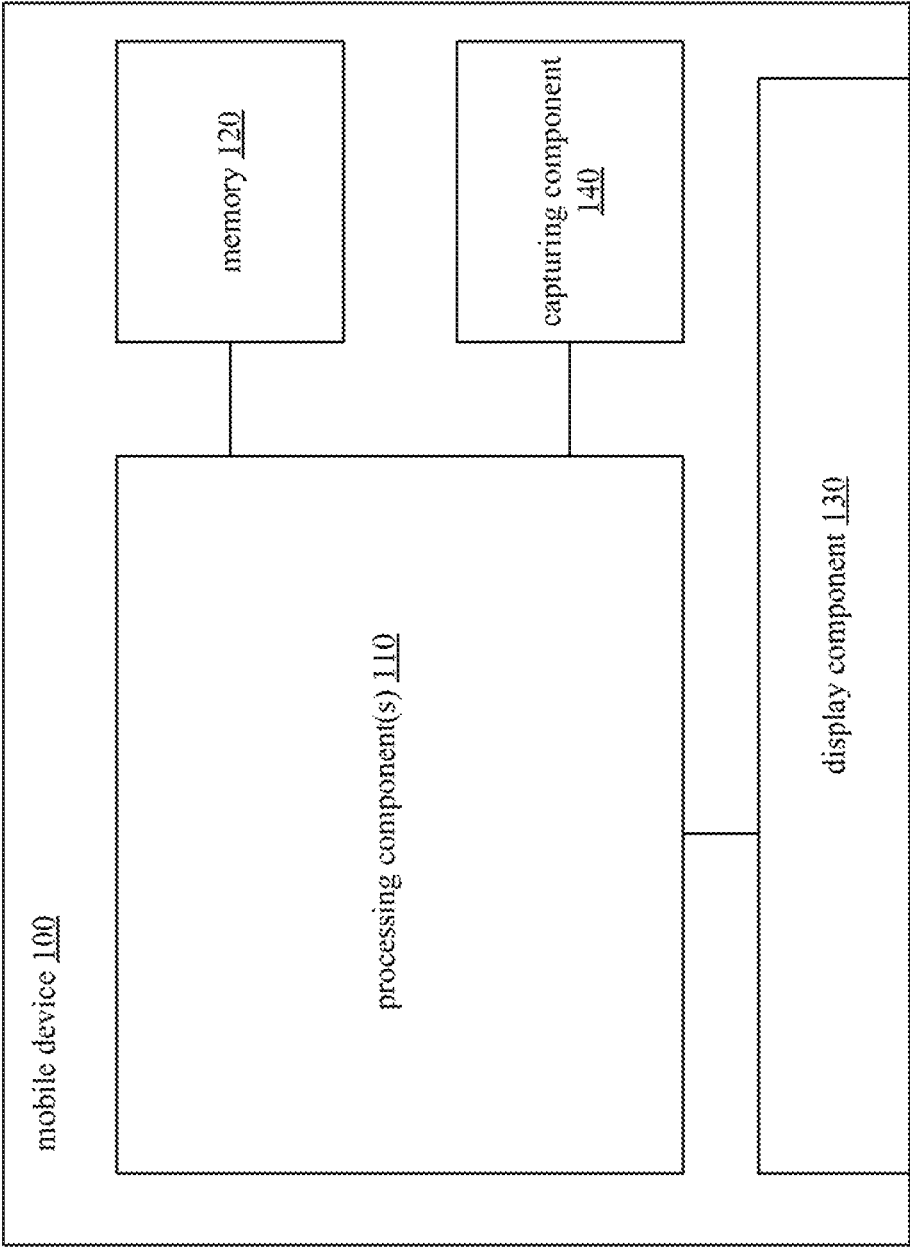 mobile device 100
processing component(s) 110
memory 120
capturing component
140
display component 130